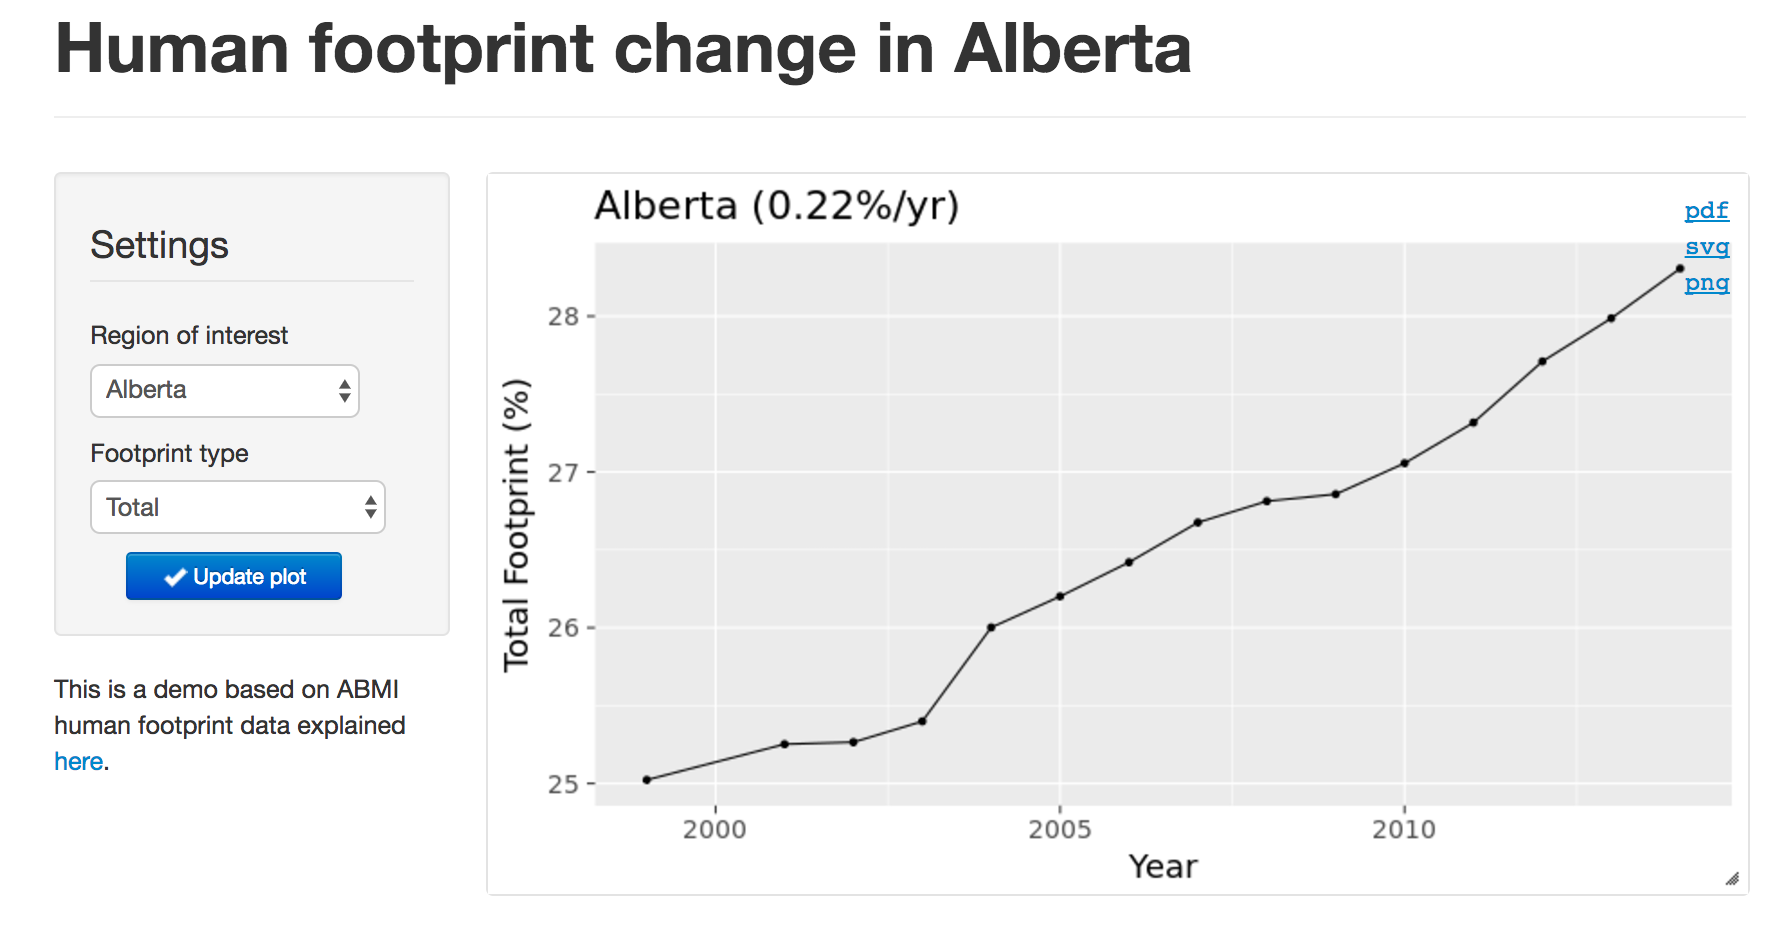 Human footprint change in Alberta
Settings
Region of interest
Alberta
Footprint type
Total
Update plot
This is a demo based on ABMI
human footprint data explained
here.
Alberta (0.22%/yr)
pdf
svg
png
Total Footprint (%)
28
27
26
25
2000 2005 2010
Year